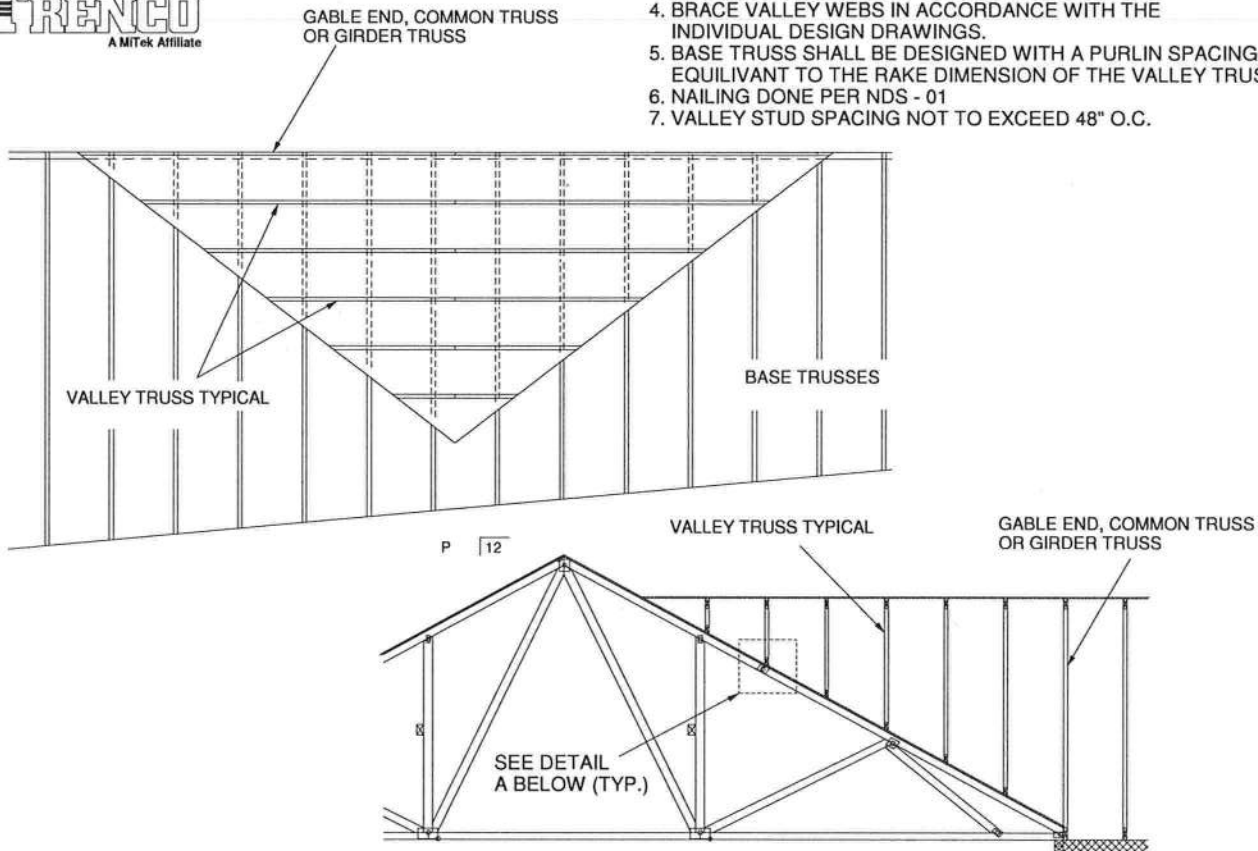 TRENCO
A MiTek Affiliate
GABLE END, COMMON TRUSS
OR GIRDER TRUSS
4. BRACE VALLEY WEBS IN ACCORDANCE WITH THE
INDIVIDUAL DESIGN DRAWINGS.
5. BASE TRUSS SHALL BE DESIGNED WITH A PURLIN SPACING
EQUILIVANT TO THE RAKE DIMENSION OF THE VALLEY TRUS
6. NAILING DONE PER NDS - 01
7. VALLEY STUD SPACING NOT TO EXCEED 48" O.C.
VALLEY TRUSS TYPICAL
BASE TRUSSES
P 12
VALLEY TRUSS TYPICAL
GABLE END, COMMON TRUSS
OR GIRDER TRUSS
SEE DETAIL
A BELOW (TYP.)